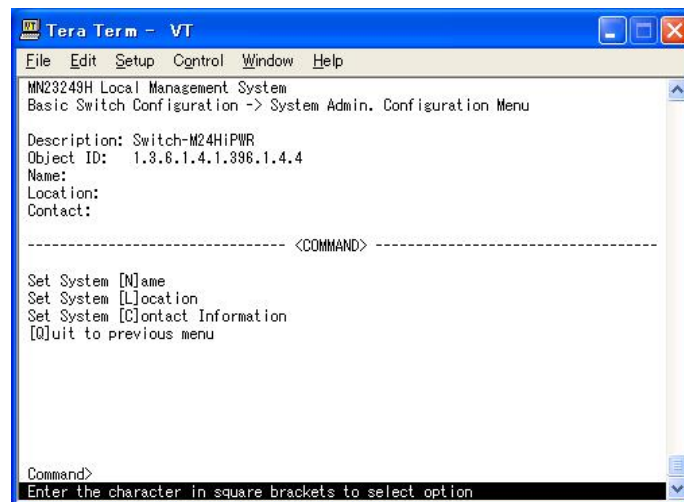 Tera Term - VT
File Edit Setup Control Window Help
MN23249H Local Management System
Basic Switch Configuration -> System Admin. Configuration Menu
Description: Switch-M24HiPWR
Object ID: 1.3.6.1.4.1.396.1.4.4
Name:
Location:
Contact:
-------------------------------- <COMMAND> -----------------------------------
Set System [N]ame
Set System [L]ocation
Set System [C]ontact Information
[Q]uit to previous menu
Command>
Enter the character in square brackets to select option